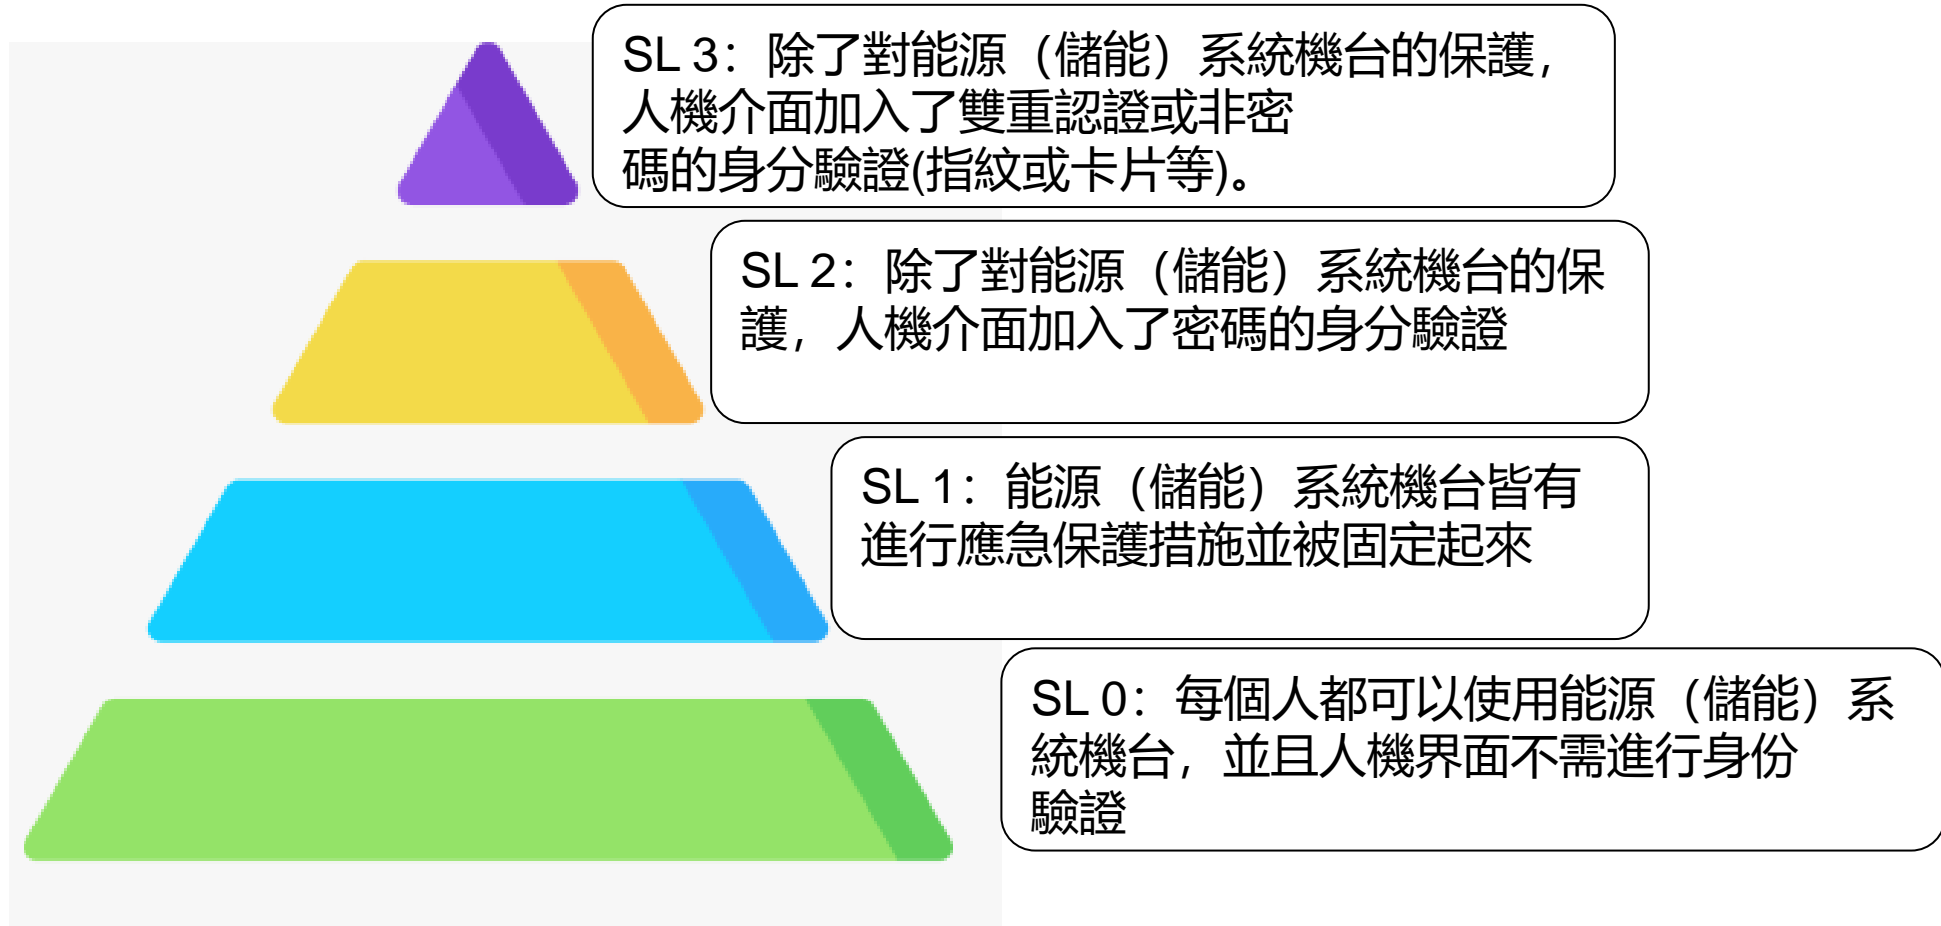 SL 3：除了對能源（儲能）系統機台的保護，
人機介面加入了雙重認證或非密
碼的身分驗證(指紋或卡片等)。
SL 2：除了對能源（儲能）系統機台的保
護，人機介面加入了密碼的身分驗證
SL 1：能源（儲能）系統機台皆有
進行應急保護措施並被固定起來
SL 0：每個人都可以使用能源（儲能）系
統機台，並且人機界面不需進行身份
驗證